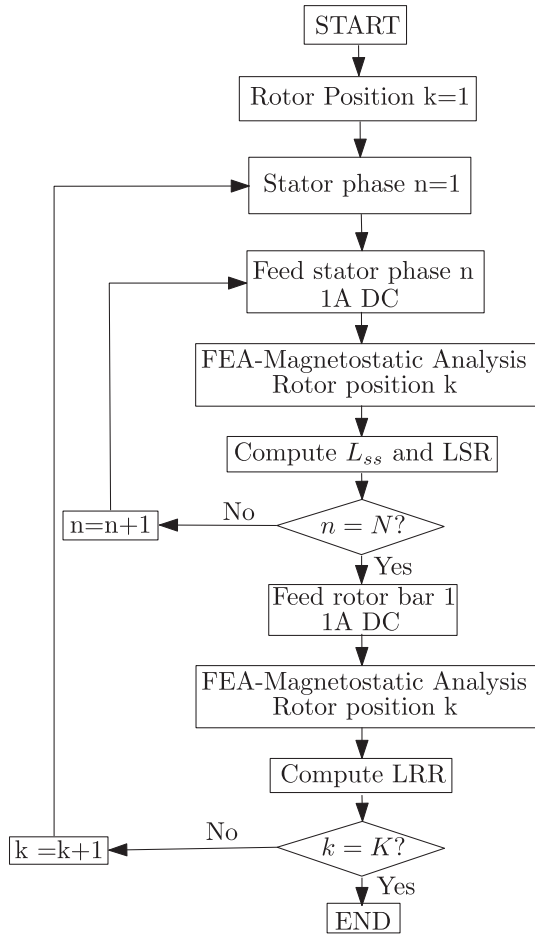 START
Rotor Position k=1
Stator phase n=1
Feed stator phase n
1A DC
FEA-Magnetostatic Analysis
Rotor position k
Compute L_{ss} and LSR
n = N?
No
n=n+1
Yes
Feed rotor bar 1
1A DC
FEA-Magnetostatic Analysis
Rotor position k
Compute LRR
k = K?
No
k =k+1
Yes
END